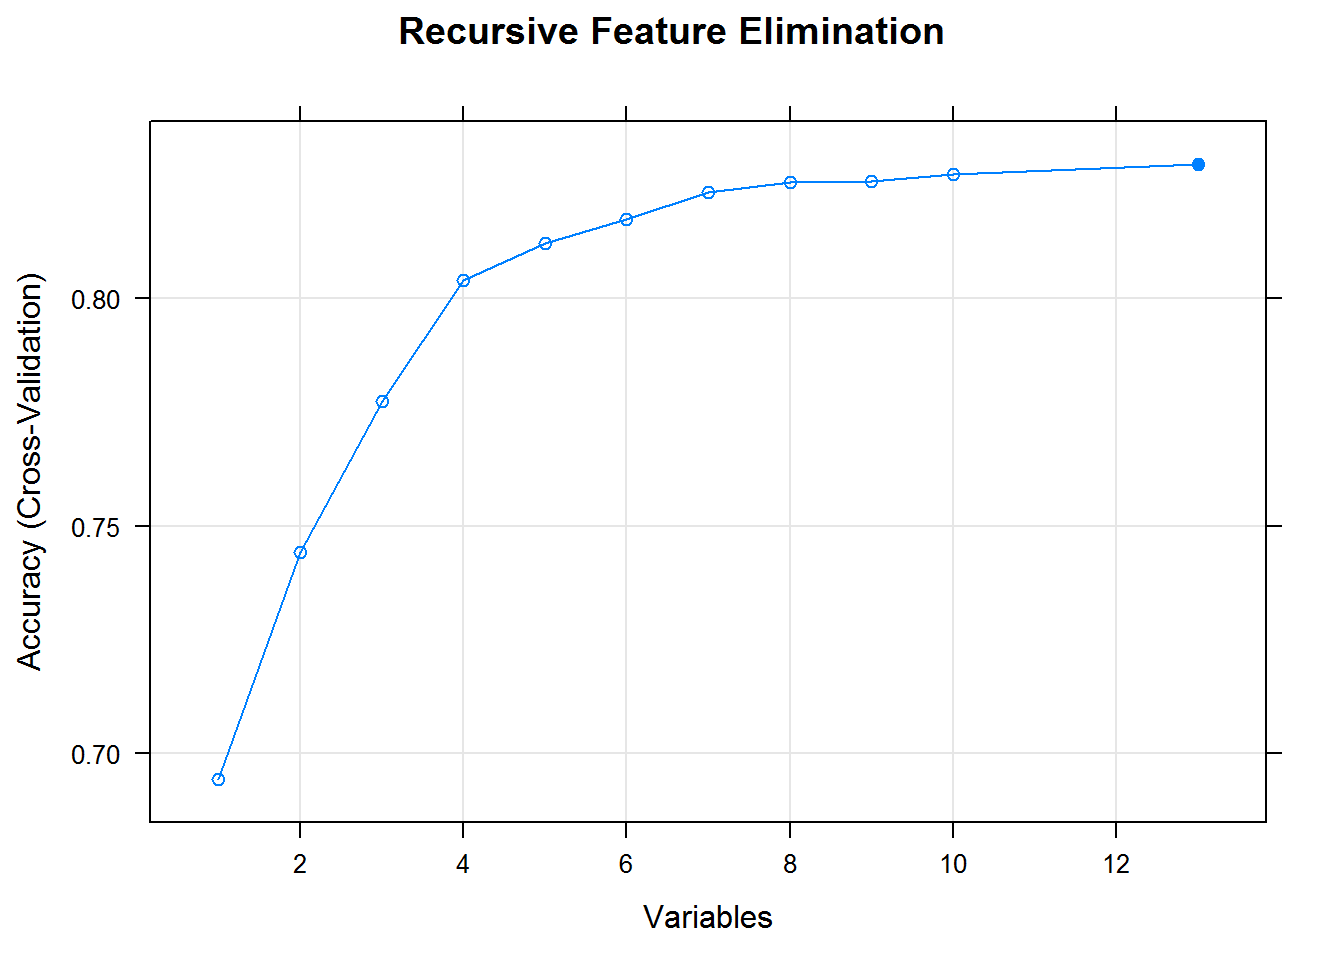 Recursive Feature Elimination
Accuracy (Cross-Validation)
0.80
0.75
0.70
2 4 6 8 10 12
Variables